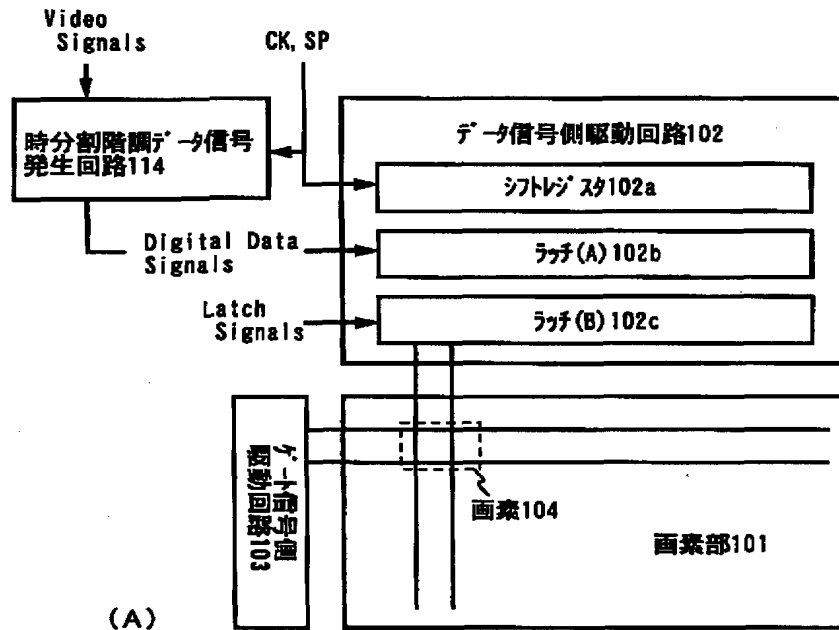 Video
Signals
CK, SP
時分割階調ﾃﾞｰﾀ信号
発生回路114
ﾃﾞｰﾀ信号側駆動回路102
ｼﾌﾄﾚｼﾞｽﾀ102a
Digital Data
Signals
ﾗｯﾁ(A)102b
Latch
Signals
ﾗｯﾁ(B)102c
ｹﾞｰﾄ信号側
駆動回路103
画素104
画素部101
(A)